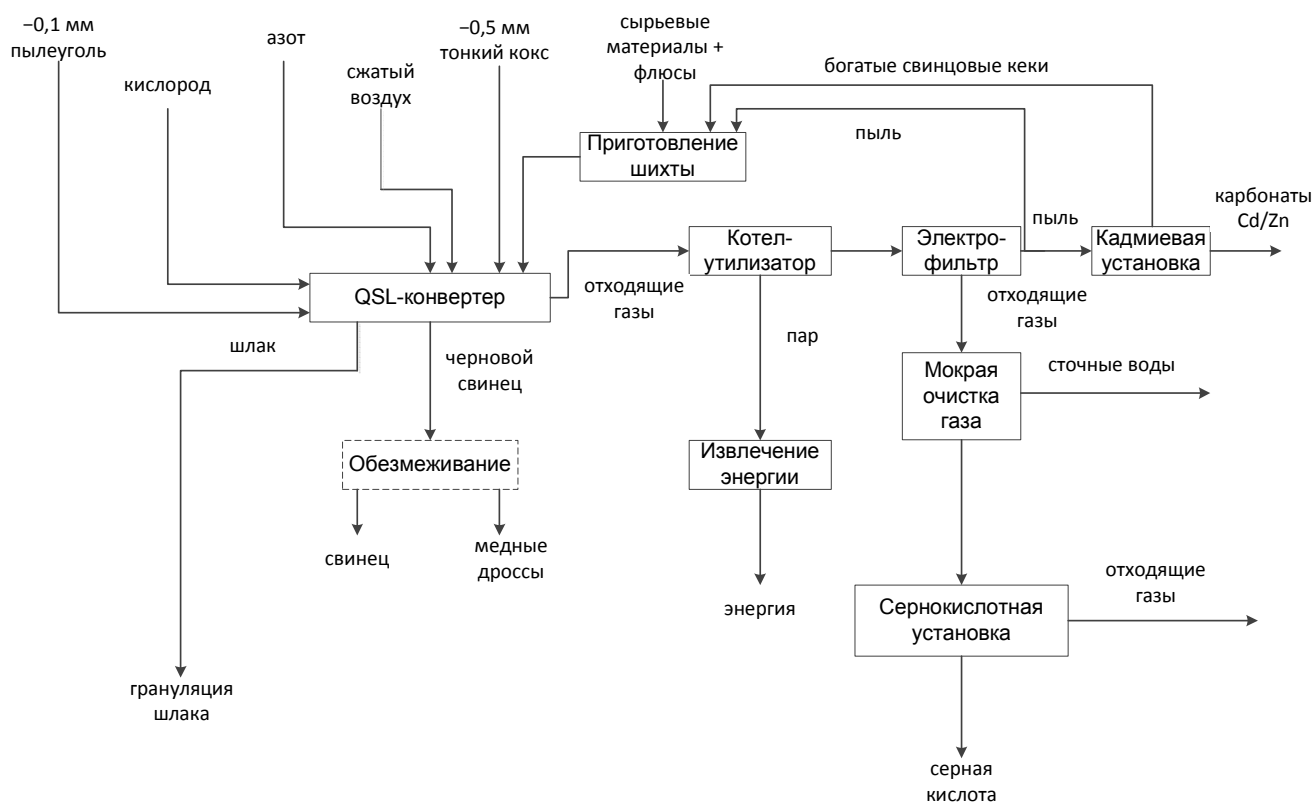 −0,1 мм
пылеуголь
кислород
азот
сжатый
воздух
−0,5 мм
тонкий кокс
сырьевые
материалы +
флюсы
богатые свинцовые кеки
пыль
Приготовление
шихты
QSL-конвертер
отходящие
газы
Котел-
утилизатор
Электро-
фильтр
пыль
Кадмиевая
установка
карбонаты
Cd/Zn
шлак
черновой
свинец
пар
отходящие
газы
Мокрая
очистка
газа
сточные воды
Обезмеживание
свинец
медные
дроссы
Извлечение
энергии
энергия
Сернокислотная
установка
отходящие
газы
грануляция
шлака
серная
кислота